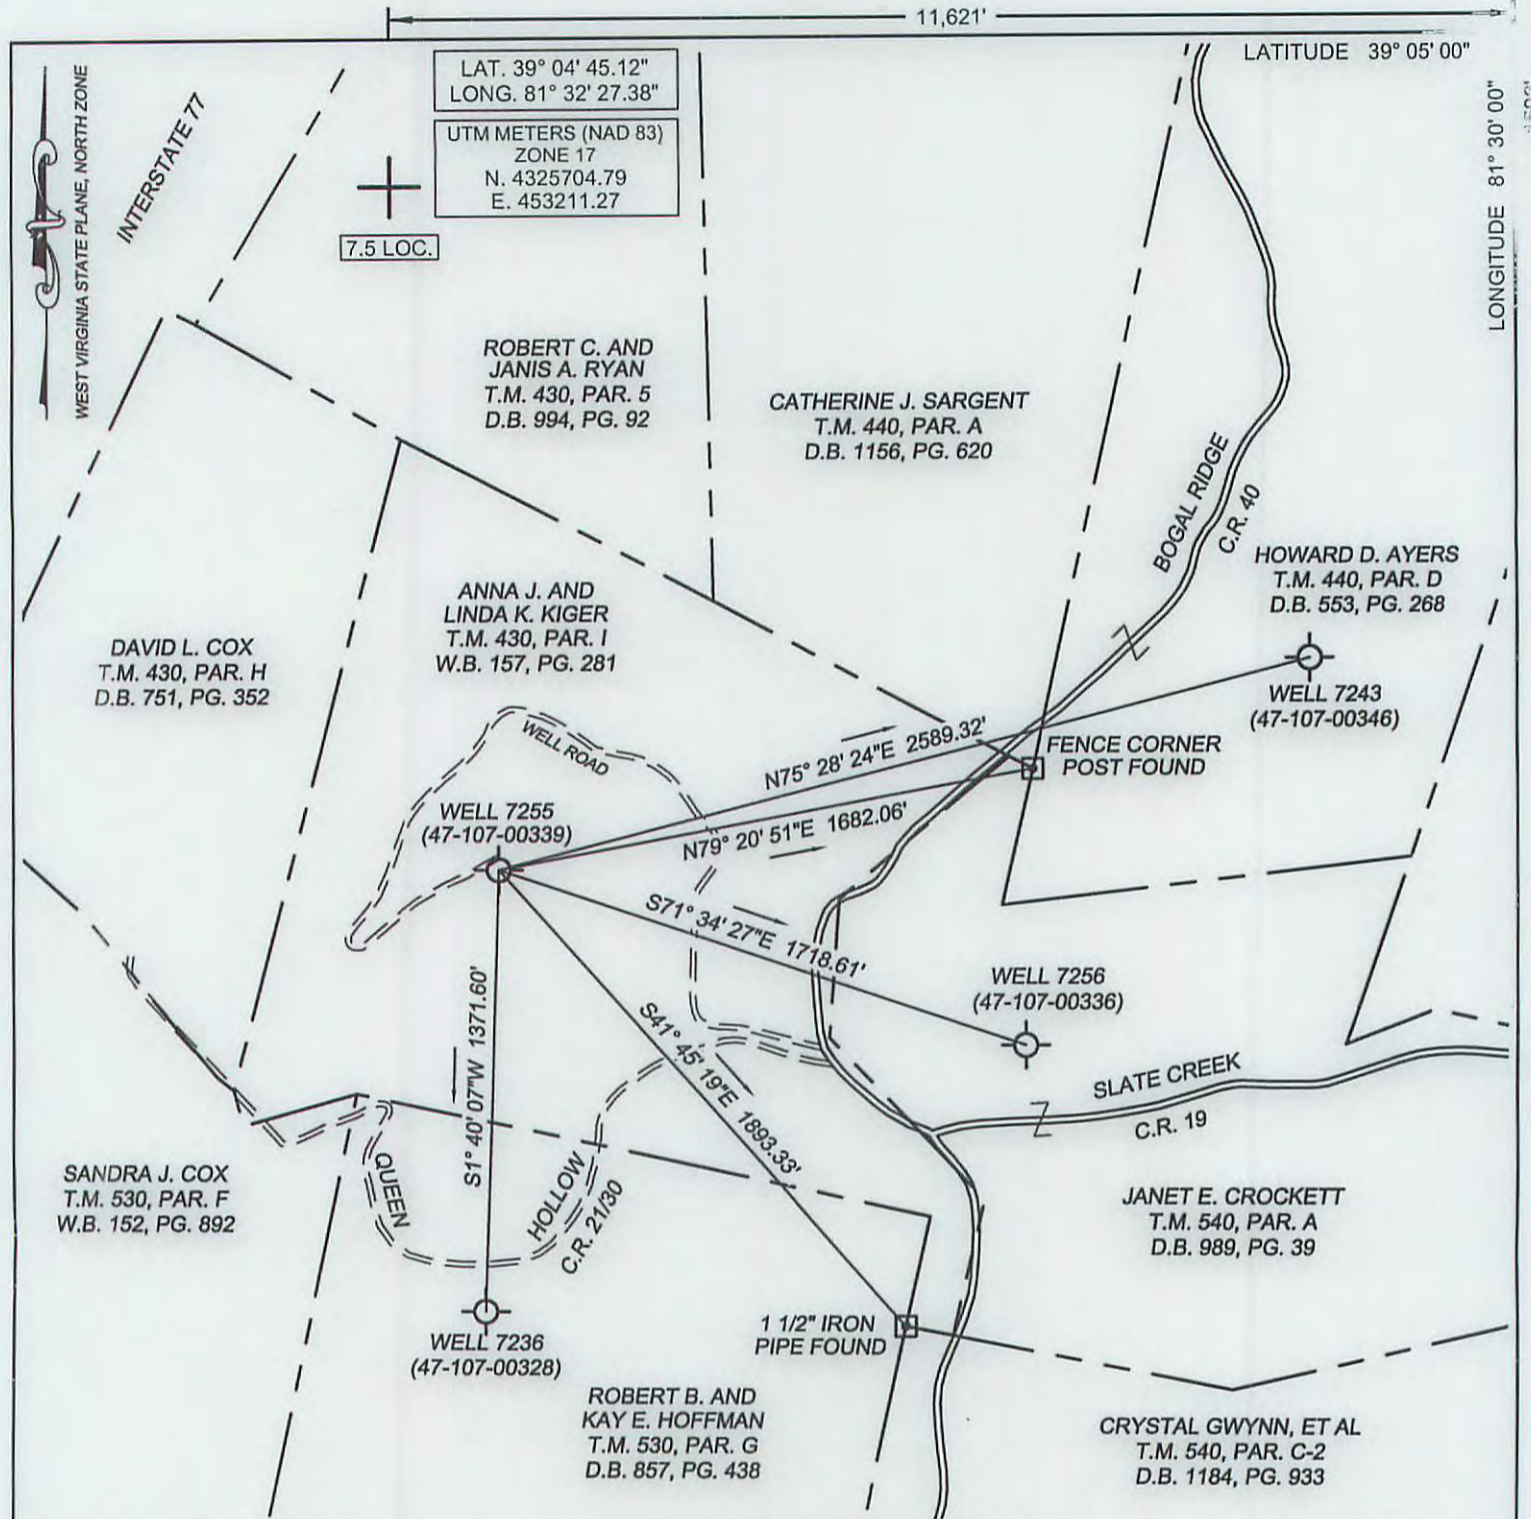 11,621'
LATITUDE 39° 05' 00"
LAT. 39° 04' 45.12"
LONG. 81° 32' 27.38"
UTM METERS (NAD 83)
ZONE 17
N. 4325704.79
E. 453211.27
7.5 LOC.
WEST VIRGINIA STATE PLANE, NORTH ZONE
INTERSTATE 77
LONGITUDE 81° 30' 00"
ROBERT C. AND
JANIS A. RYAN
T.M. 430, PAR. 5
D.B. 994, PG. 92
CATHERINE J. SARGENT
T.M. 440, PAR. A
D.B. 1156, PG. 620
BOGAL RIDGE
C.R. 40
HOWARD D. AYERS
T.M. 440, PAR. D
D.B. 553, PG. 268
ANNA J. AND
LINDA K. KIGER
T.M. 430, PAR. I
W.B. 157, PG. 281
DAVID L. COX
T.M. 430, PAR. H
D.B. 751, PG. 352
WELL 7243
(47-107-00346)
WELL ROAD
N75° 28' 24"E 2589.32'
FENCE CORNER
POST FOUND
WELL 7255
(47-107-00339)
N79° 20' 51"E 1682.06'
S71° 34' 27"E 1718.61'
WELL 7256
(47-107-00336)
S1° 40' 07"W 1371.60'
S41° 45' 19"E 1893.33'
SLATE CREEK
C.R. 19
SANDRA J. COX
T.M. 530, PAR. F
W.B. 152, PG. 892
QUEEN
HOLLOW
C.R. 21/30
JANET E. CROCKETT
T.M. 540, PAR. A
D.B. 989, PG. 39
1 1/2" IRON
PIPE FOUND
WELL 7236
(47-107-00328)
ROBERT B. AND
KAY E. HOFFMAN
T.M. 530, PAR. G
D.B. 857, PG. 438
CRYSTAL GWYNN, ET AL
T.M. 540, PAR. C-2
D.B. 1184, PG. 933